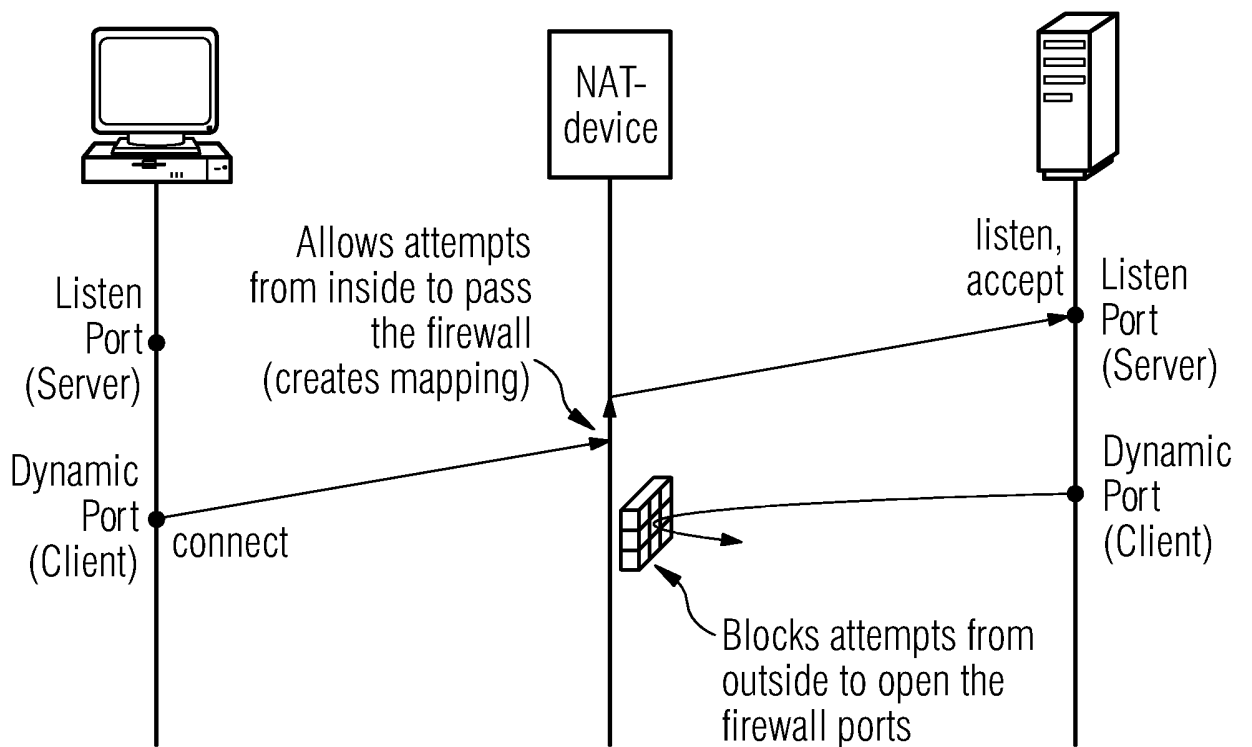 NAT-
device
Allows attempts
from inside to pass
the firewall
(creates mapping)
listen,
accept
Listen
Port
(Server)
Listen
Port
(Server)
Dynamic
Port
(Client)
connect
Dynamic
Port
(Client)
Blocks attempts from
outside to open the
firewall ports